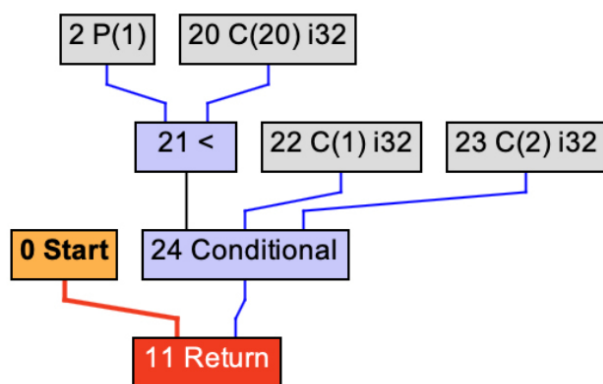 2 P(1)
20 C(20) i32
21 <
22 C(1) i32
23 C(2) i32
0 Start
24 Conditional
11 Return